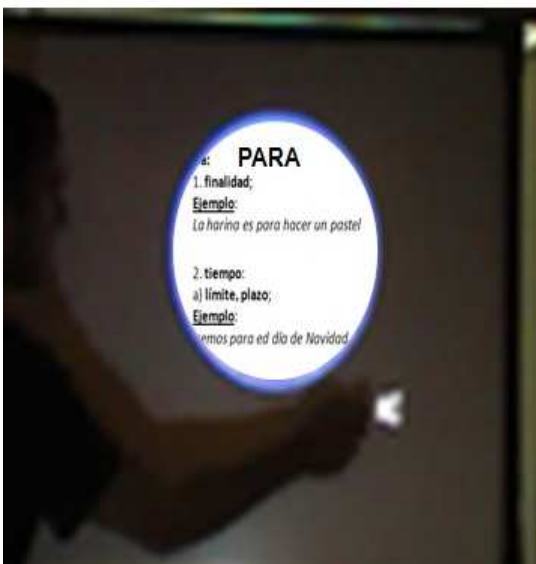 PARA
1. finalidad;
Ejemplo:
La harina es para hacer un pastel
2. tiempo:
a) límite, plazo;
Ejemplo:
para ed día de Navidad